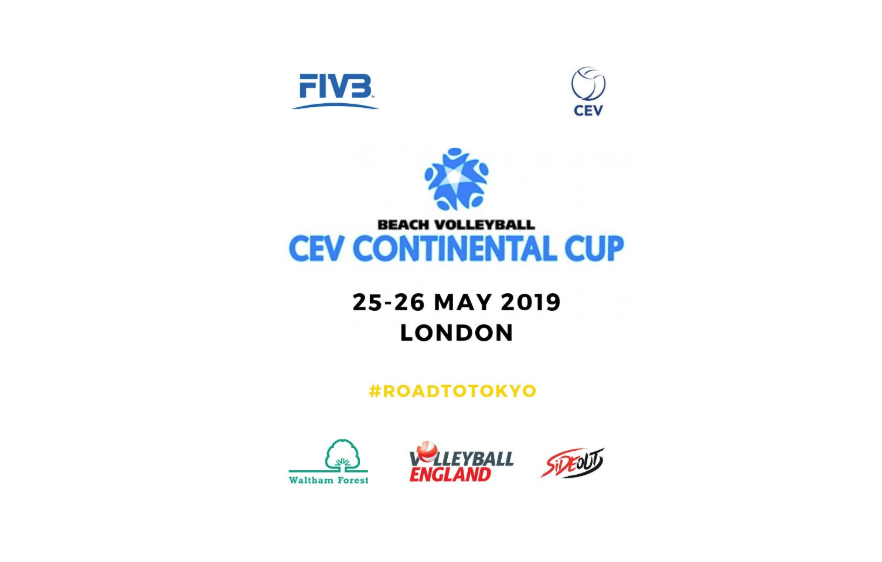 FIVB
CEV
BEACH VOLLEYBALL
CEV CONTINENTAL CUP
25-26 MAY 2019
LONDON
#ROADTOTOKYO
Waltham Forest
VOLLEYBALL
ENGLAND
SiDEOUT